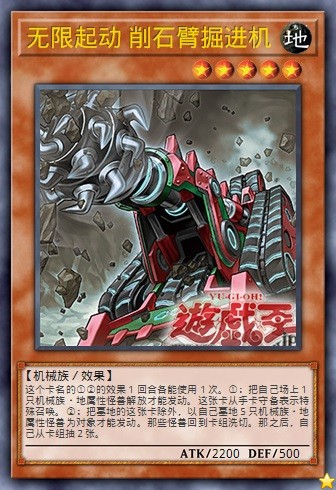 无限起动 削石臂掘进机
地
YU-GI-OH!
遊戯王
【机械族／效果】
这个卡名的①②的效果1回合各能使用1次。①：把自己场上1
只机械族・地属性怪兽解放才能发动。这张卡从手卡守备表示特
殊召唤。②：把墓地的这张卡除外，以自己墓地5只机械族・地
属性怪兽为对象才能发动。那些怪兽回到卡组洗切。那之后，自
己从卡组抽2张。
ATK/2200 DEF/500